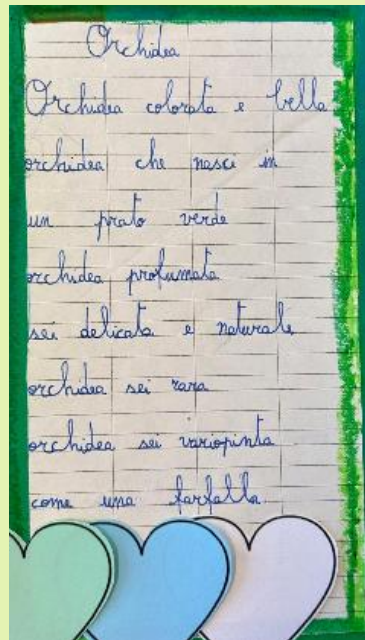 Orchidea
Orchidea colorata e bella
orchidea che nasci in
un prato verde
orchidea profumata
sei delicata e naturale
orchidea sei rara
orchidea sei variopinta
come una farfalla.